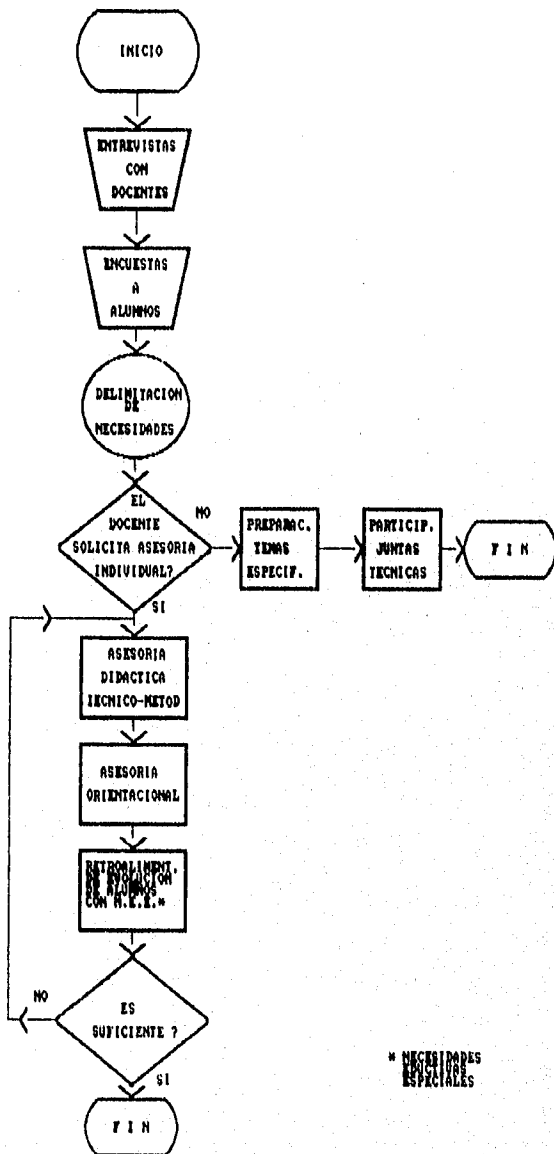 INICIO
ENTREVISTAS
CON
DOCENTES
ENCUESTAS
A
ALUMNOS
DELIMITACION
DE
NECESIDADES
EL
DOCENTE
SOLICITA ASESORIA
INDIVIDUAL?
NO
PREPARAC.
TEMAS
ESPECIF.
PARTICIP.
JUNTAS
TECNICAS
F I N
SI
ASESORIA
DIDACTICA
TECNICO-METOD
ASESORIA
ORIENTACIONAL
RETROALIMENT.
DE EVOLUCION
DE ALUMNOS
CON N.E.E.*
NO
ES
SUFICIENTE ?
SI
F I N
* NECESIDADES
EDUCTIVAS
ESPECIALES